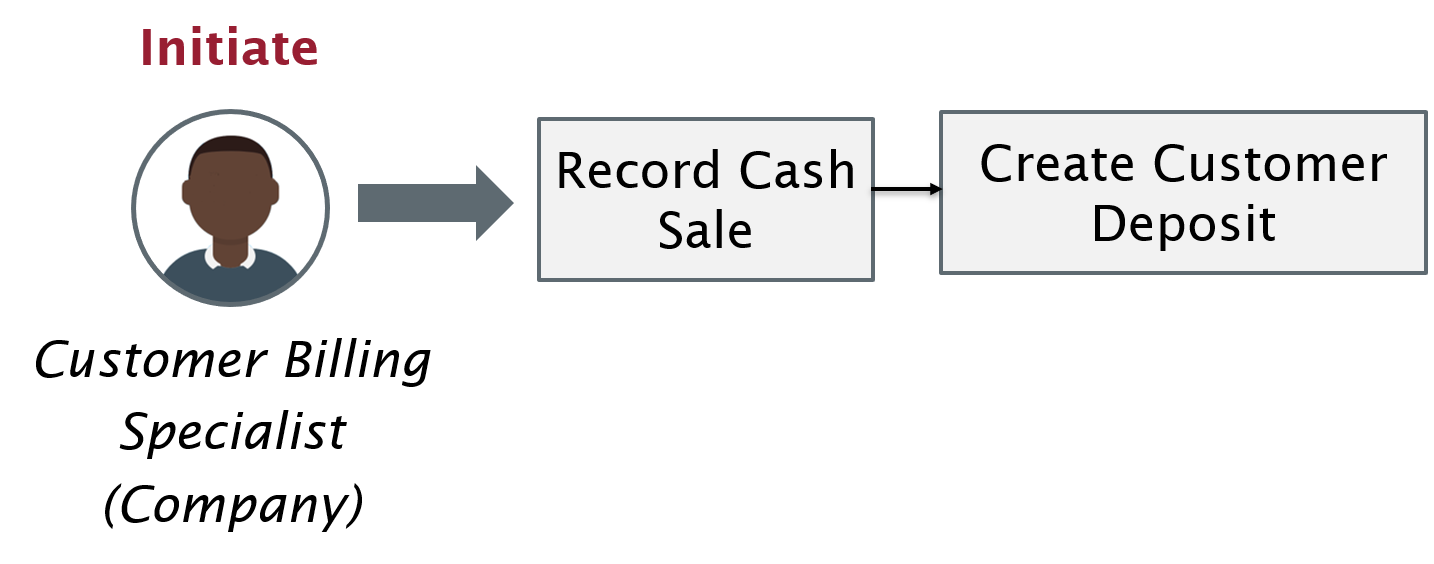 Initiate
Customer Billing
Specialist
(Company)
Record Cash
Sale
Create Customer
Deposit